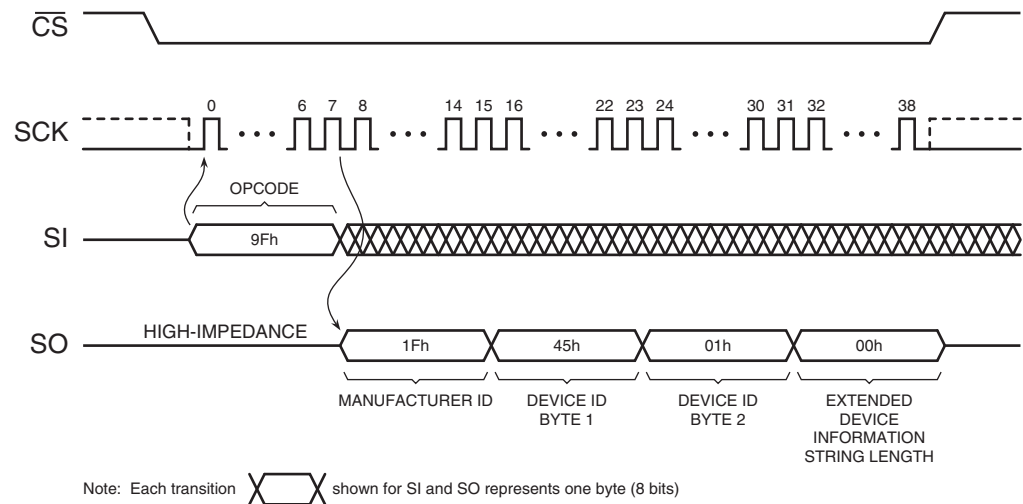 CS
SCK
0 6 7 8 14 15 16 22 23 24 30 31 32 38
OPCODE
SI
9Fh
HIGH-IMPEDANCE
SO
1Fh 45h 01h 00h
MANUFACTURER ID
DEVICE ID
BYTE 1
DEVICE ID
BYTE 2
EXTENDED
DEVICE
INFORMATION
STRING LENGTH
Note: Each transition shown for SI and SO represents one byte (8 bits)